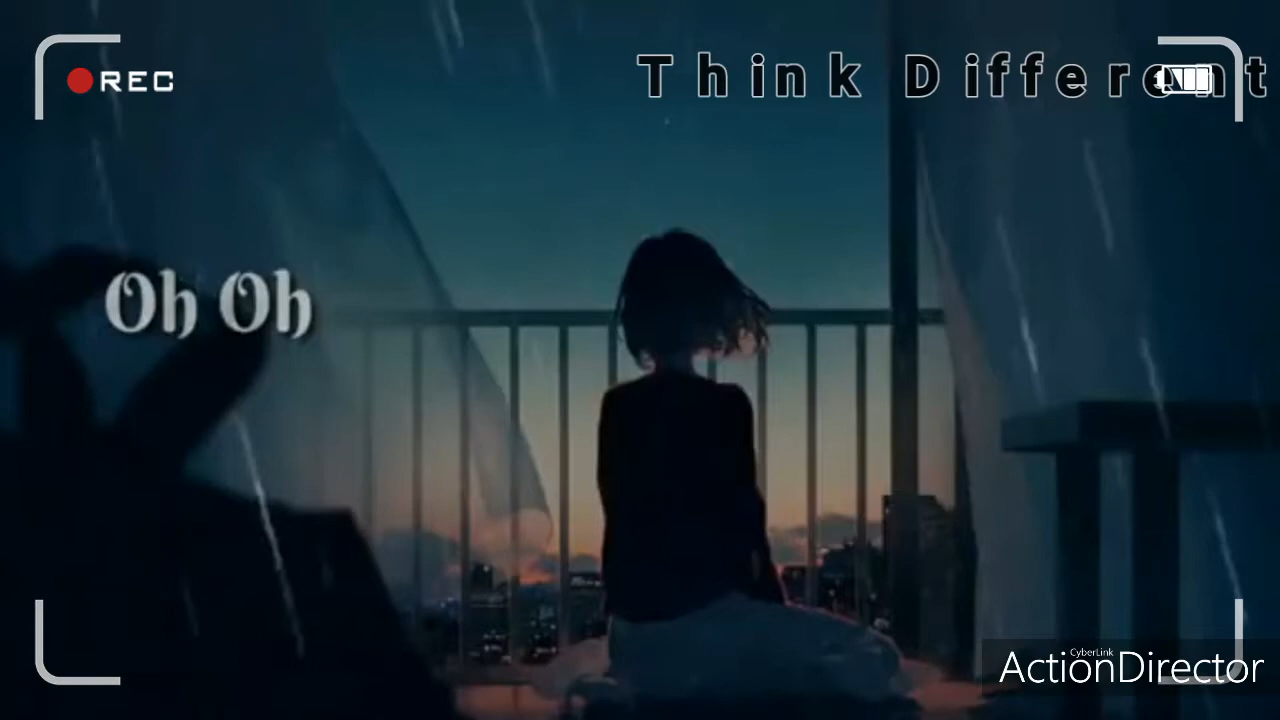 REC
Think Different
Oh Oh
CyberLink
ActionDirector